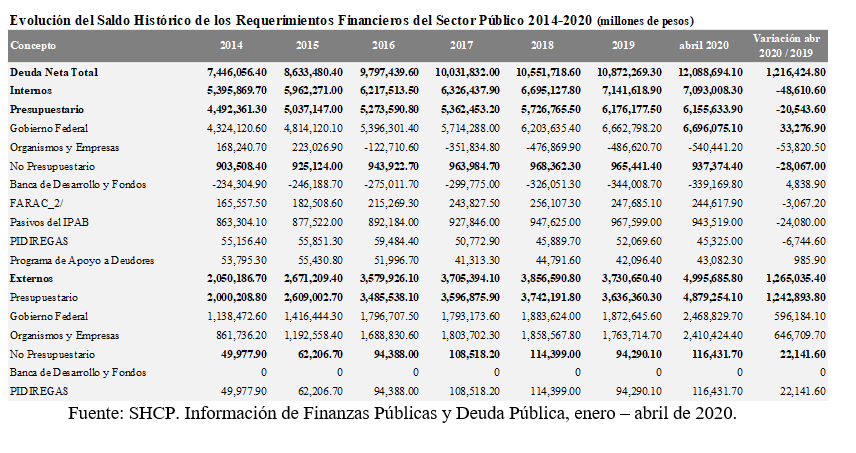 Evolución del Saldo Histórico de los Requerimientos Financieros del Sector Público 2014-2020 (millones de pesos)
Concepto 2014 2015 2016 2017 2018 2019 abril 2020 Variación abr 2020 / 2019
Deuda Neta Total 7,446,056.40 8,633,480.40 9,797,439.60 10,031,832.00 10,551,718.60 10,872,269.30 12,088,694.10 1,216,424.80
Internos 5,395,869.70 5,962,271.00 6,217,513.50 6,326,437.90 6,695,127.80 7,141,618.90 7,093,008.30 -48,610.60
Presupuestario 4,492,361.30 5,037,147.00 5,273,590.80 5,362,453.20 5,726,765.50 6,176,177.50 6,155,633.90 -20,543.60
Gobierno Federal 4,324,120.60 4,814,120.10 5,396,301.40 5,714,288.00 6,203,635.40 6,662,798.20 6,696,075.10 33,276.90
Organismos y Empresas 168,240.70 223,026.90 -122,710.60 -351,834.80 -476,869.90 -486,620.70 -540,441.20 -53,820.50
No Presupuestario 903,508.40 925,124.00 943,922.70 963,984.70 968,362.30 965,441.40 937,374.40 -28,067.00
Banca de Desarrollo y Fondos -234,304.90 -246,188.70 -275,011.70 -299,775.00 -326,051.30 -344,008.70 -339,169.80 4,838.90
FARAC_2/ 165,557.50 182,508.60 215,269.30 243,827.50 256,107.30 247,685.10 244,617.90 -3,067.20
Pasivos del IPAB 863,304.10 877,522.00 892,184.00 927,846.00 947,625.00 967,599.00 943,519.00 -24,080.00
PIDIREGAS 55,156.40 55,851.30 59,484.40 50,772.90 45,889.70 52,069.60 45,325.00 -6,744.60
Programa de Apoyo a Deudores 53,795.30 55,430.80 51,996.70 41,313.30 44,791.60 42,096.40 43,082.30 985.90
Externos 2,050,186.70 2,671,209.40 3,579,926.10 3,705,394.10 3,856,590.80 3,730,650.40 4,995,685.80 1,265,035.40
Presupuestario 2,000,208.80 2,609,002.70 3,485,538.10 3,596,875.90 3,742,191.80 3,636,360.30 4,879,254.10 1,242,893.80
Gobierno Federal 1,138,472.60 1,416,444.30 1,796,707.50 1,793,173.60 1,883,624.00 1,872,645.60 2,468,829.70 596,184.10
Organismos y Empresas 861,736.20 1,192,558.40 1,688,830.60 1,803,702.30 1,858,567.80 1,763,714.70 2,410,424.40 646,709.70
No Presupuestario 49,977.90 62,206.70 94,388.00 108,518.20 114,399.00 94,290.10 116,431.70 22,141.60
Banca de Desarrollo y Fondos 0 0 0 0 0 0 0 0
PIDIREGAS 49,977.90 62,206.70 94,388.00 108,518.20 114,399.00 94,290.10 116,431.70 22,141.60
Fuente: SHCP. Información de Finanzas Públicas y Deuda Pública, enero – abril de 2020.